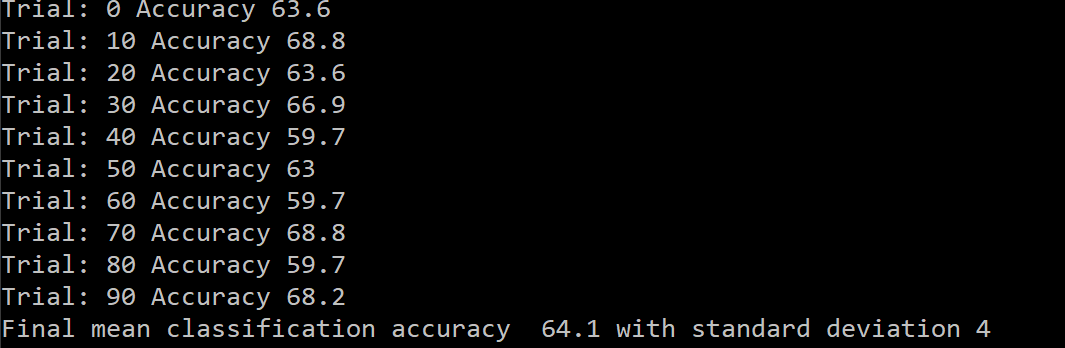 Trial: 0 Accuracy 63.6
Trial: 10 Accuracy 68.8
Trial: 20 Accuracy 63.6
Trial: 30 Accuracy 66.9
Trial: 40 Accuracy 59.7
Trial: 50 Accuracy 63
Trial: 60 Accuracy 59.7
Trial: 70 Accuracy 68.8
Trial: 80 Accuracy 59.7
Trial: 90 Accuracy 68.2
Final mean classification accuracy  64.1 with standard deviation 4